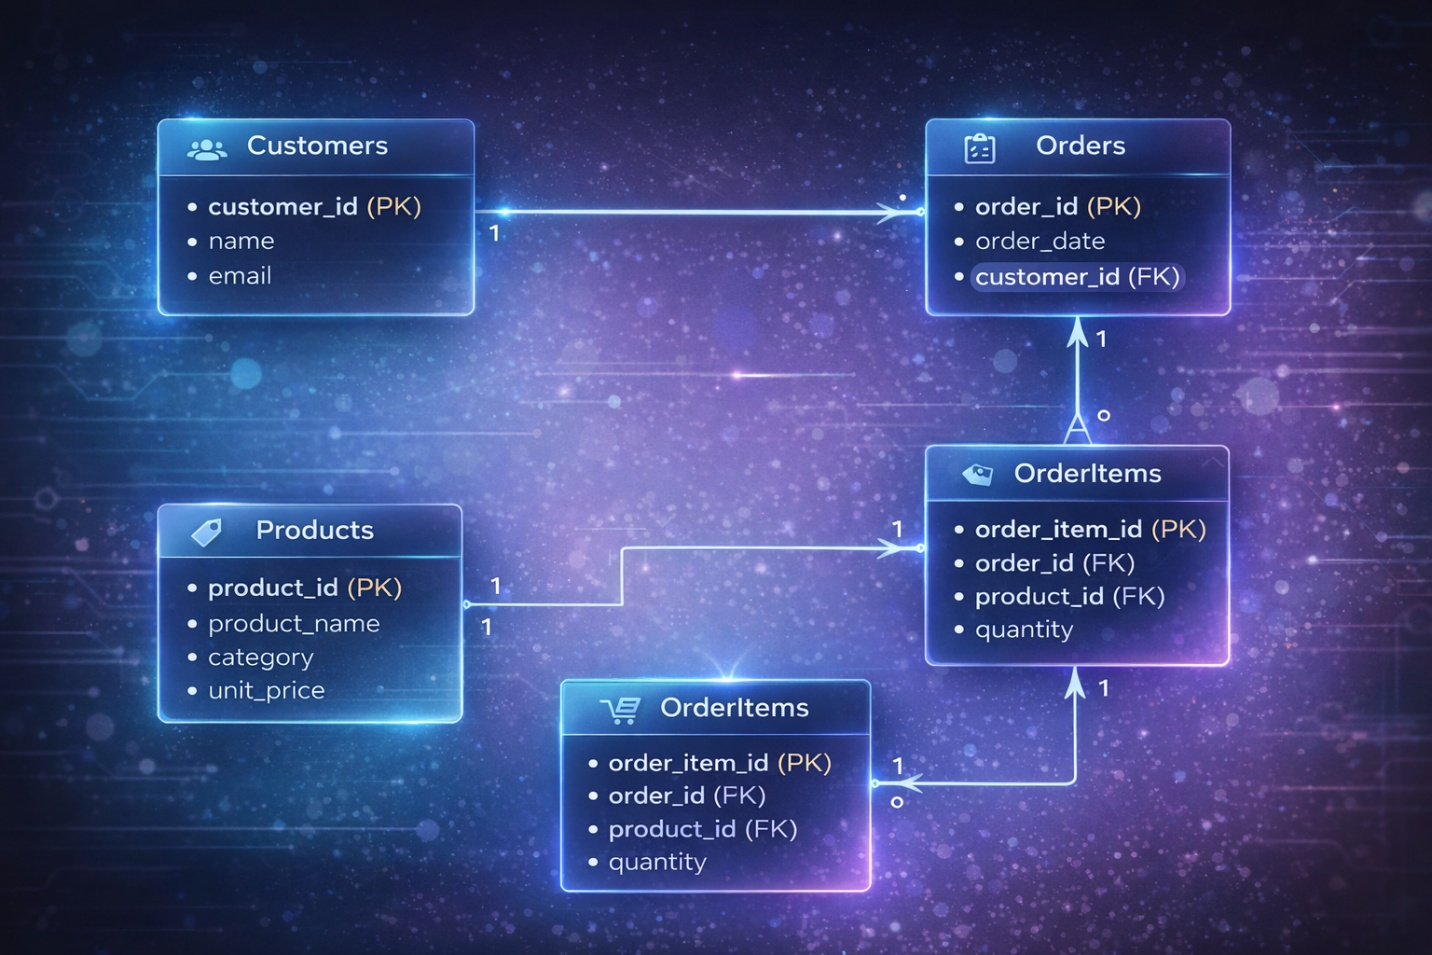 Customers
• customer_id (PK)
• name
• email
1
Orders
• order_id (PK)
• order_date
• customer_id (FK)
1
OrderItems
• order_item_id (PK)
• order_id (FK)
• product_id (FK)
• quantity
1
Products
• product_id (PK)
• product_name
• category
• unit_price
1
1
1
OrderItems
• order_item_id (PK)
• order_id (FK)
• product_id (FK)
• quantity
1